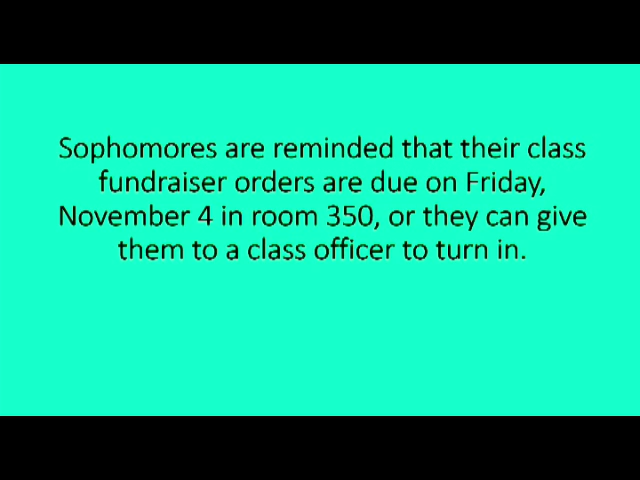 Sophomores are reminded that their class
fundraiser orders are due on Friday,
November 4 in room 350, or they can give
them to a class officer to turn in.